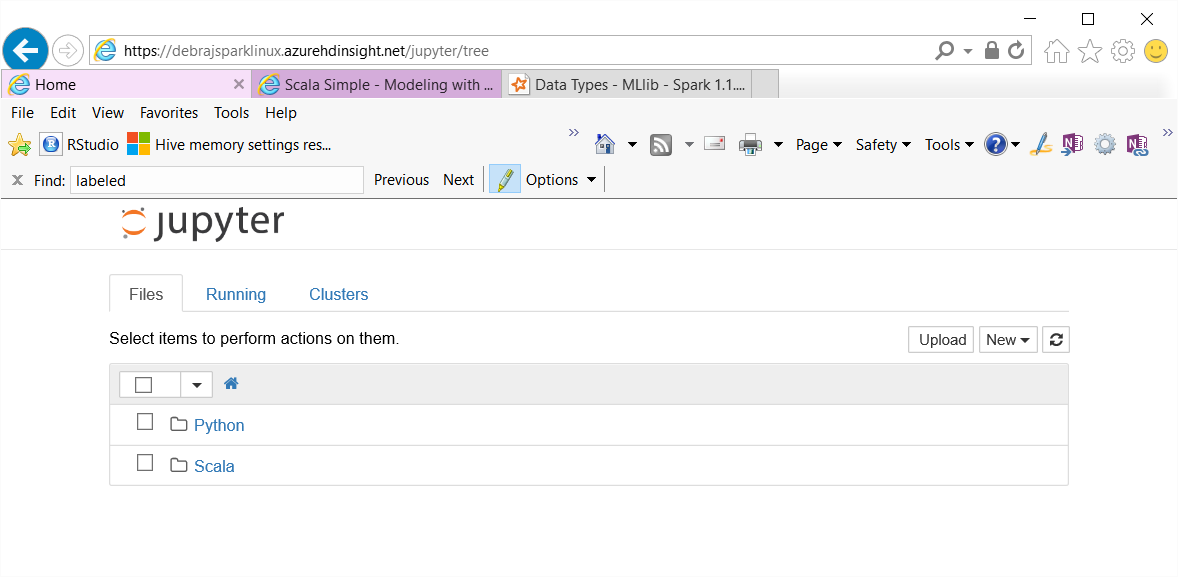 https://debrajsparklinux.azurehdinsight.net/jupyter/tree
Home Scala Simple - Modeling with ... Data Types - MLlib - Spark 1.1....
File Edit View Favorites Tools Help
RStudio Hive memory settings res... Page Safety Tools
Find: labeled Previous Next Options
jupyter
Files Running Clusters
Select items to perform actions on them. Upload New
Python
Scala